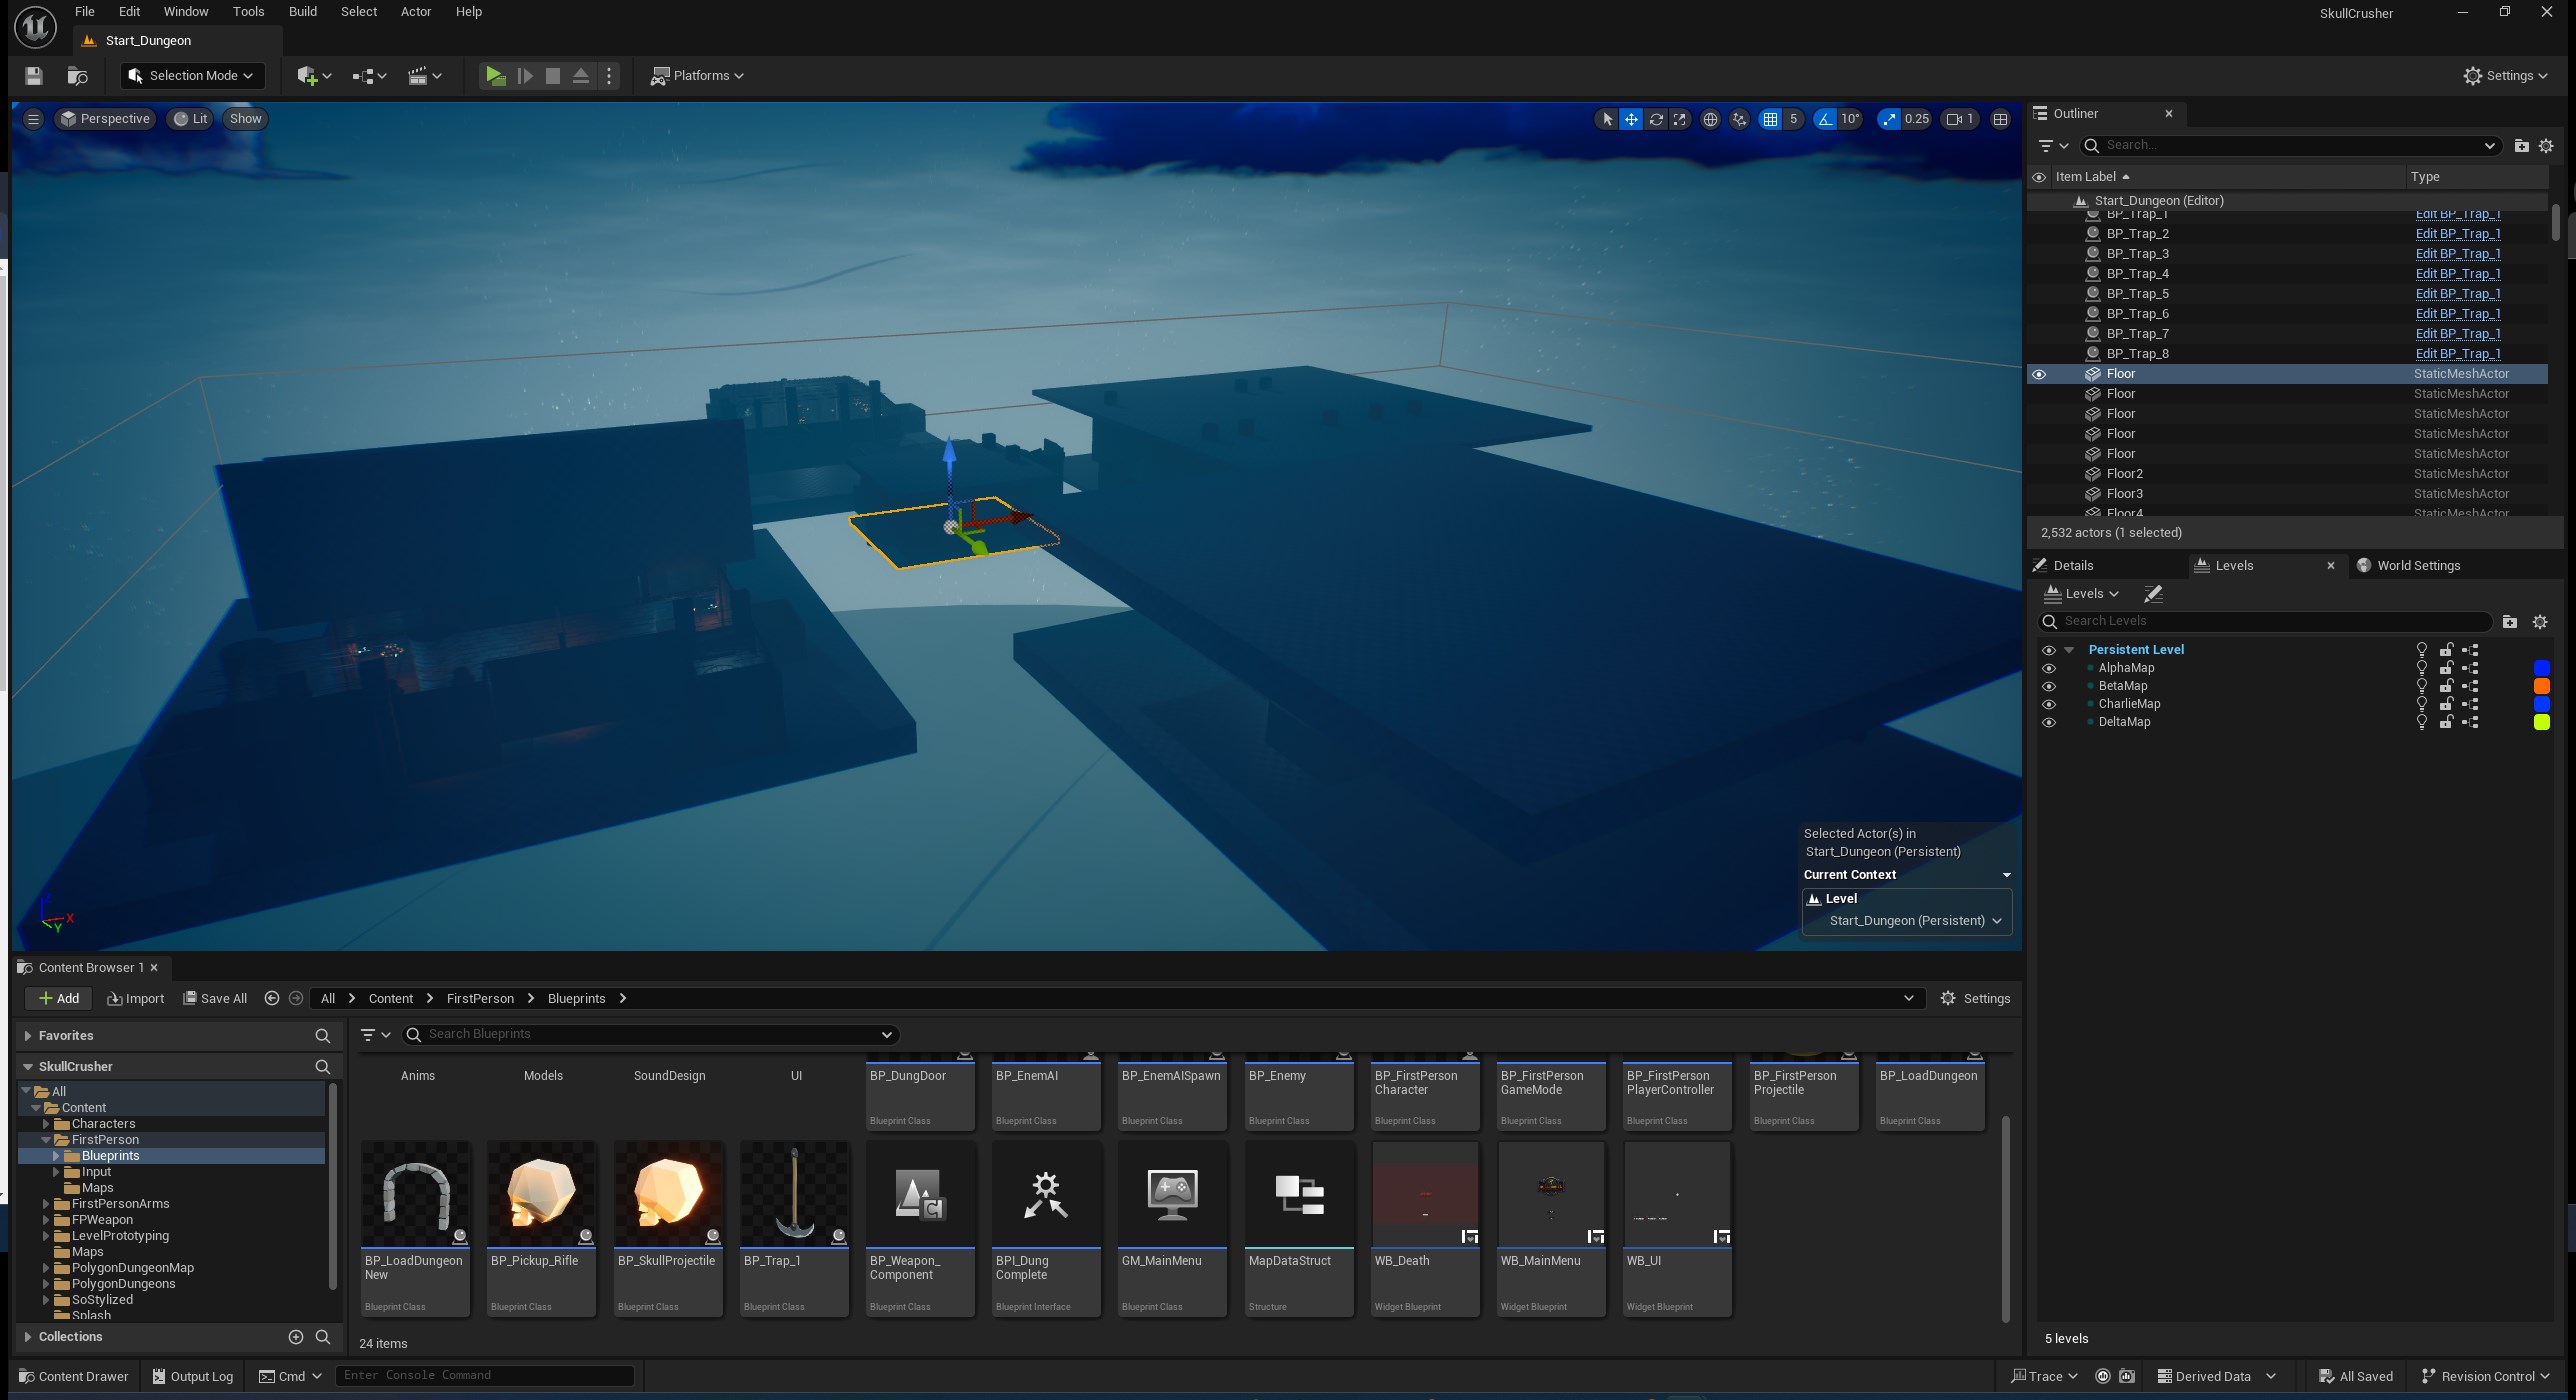 File Edit Window Tools Build Select Actor Help
SkullCrusher
Start_Dungeon
Selection Mode
Platforms
Settings
Perspective
Lit
Show
5
10°
0.25
1
Selected Actor(s) in
Start_Dungeon (Persistent)
Current Context
Level
Start_Dungeon (Persistent)
X
Y
Outliner
Search...
Item Label
Type
Start_Dungeon (Editor)
BP_Trap_1 Edit BP_Trap_1
BP_Trap_2 Edit BP_Trap_1
BP_Trap_3 Edit BP_Trap_1
BP_Trap_4 Edit BP_Trap_1
BP_Trap_5 Edit BP_Trap_1
BP_Trap_6 Edit BP_Trap_1
BP_Trap_7 Edit BP_Trap_1
BP_Trap_8 Edit BP_Trap_1
Floor StaticMeshActor
Floor StaticMeshActor
Floor StaticMeshActor
Floor StaticMeshActor
Floor StaticMeshActor
Floor2 StaticMeshActor
Floor3 StaticMeshActor
Floor4 StaticMeshActor
2,532 actors (1 selected)
Details
Levels
World Settings
Levels
Search Levels
Persistent Level
AlphaMap
BetaMap
CharlieMap
DeltaMap
5 levels
Content Browser 1
Add
Import
Save All
All
Content
FirstPerson
Blueprints
Settings
Favorites
SkullCrusher
All
Content
Characters
FirstPerson
Blueprints
Input
Maps
FirstPersonArms
FPWeapon
LevelPrototyping
Maps
PolygonDungeonMap
PolygonDungeons
SoStylized
Splash
Collections
Search Blueprints
Anims
Models
SoundDesign
UI
BP_DungDoor
Blueprint Class
BP_EnemAI
Blueprint Class
BP_EnemAISpawn
Blueprint Class
BP_Enemy
Blueprint Class
BP_FirstPerson
Character
Blueprint Class
BP_FirstPerson
GameMode
Blueprint Class
BP_FirstPerson
PlayerController
Blueprint Class
BP_FirstPerson
Projectile
Blueprint Class
BP_LoadDungeon
Blueprint Class
BP_LoadDungeon
New
Blueprint Class
BP_Pickup_Rifle
Blueprint Class
BP_SkullProjectile
Blueprint Class
BP_Trap_1
Blueprint Class
BP_Weapon_
Component
Blueprint Class
BPI_Dung
Complete
Blueprint Interface
GM_MainMenu
Blueprint Class
MapDataStruct
Structure
WB_Death
Widget Blueprint
WB_MainMenu
Widget Blueprint
WB_UI
Widget Blueprint
24 items
Content Drawer
Output Log
Cmd
Enter Console Command
Trace
Derived Data
All Saved
Revision Control